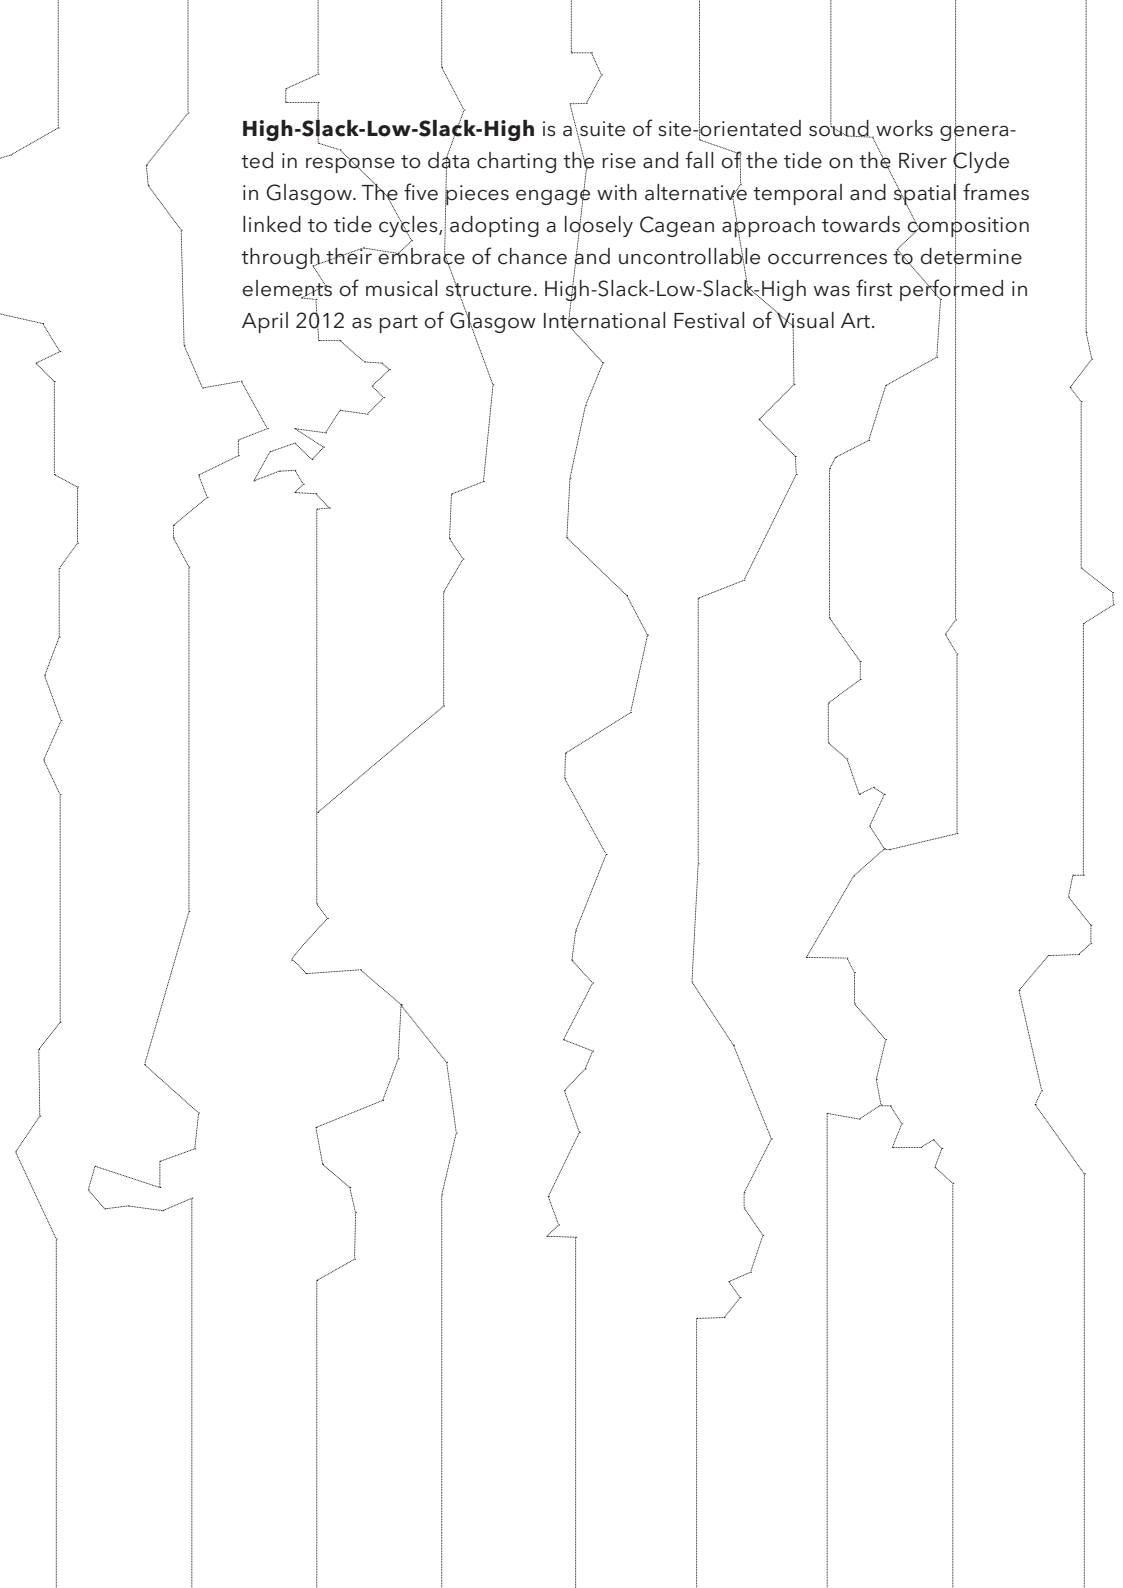 High-Slack-Low-Slack-High is a suite of site-orientated sound works genera-
ted in response to data charting the rise and fall of the tide on the River Clyde
in Glasgow. The five pieces engage with alternative temporal and spatial frames
linked to tide cycles, adopting a loosely Cagean approach towards composition
through their embrace of chance and uncontrollable occurrences to determine
elements of musical structure. High-Slack-Low-Slack-High was first performed in
April 2012 as part of Glasgow International Festival of Visual Art.